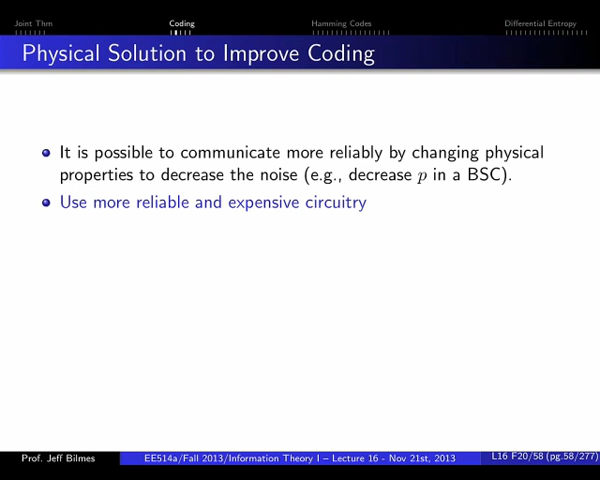 Joint Thm Coding Hamming Codes Differential Entropy
Physical Solution to Improve Coding
It is possible to communicate more reliably by changing physical
properties to decrease the noise (e.g., decrease p in a BSC).
Use more reliable and expensive circuitry
Prof. Jeff Bilmes EE514a/Fall 2013/Information Theory I – Lecture 16 - Nov 21st, 2013 L16 F20/58 (pg.58/277)